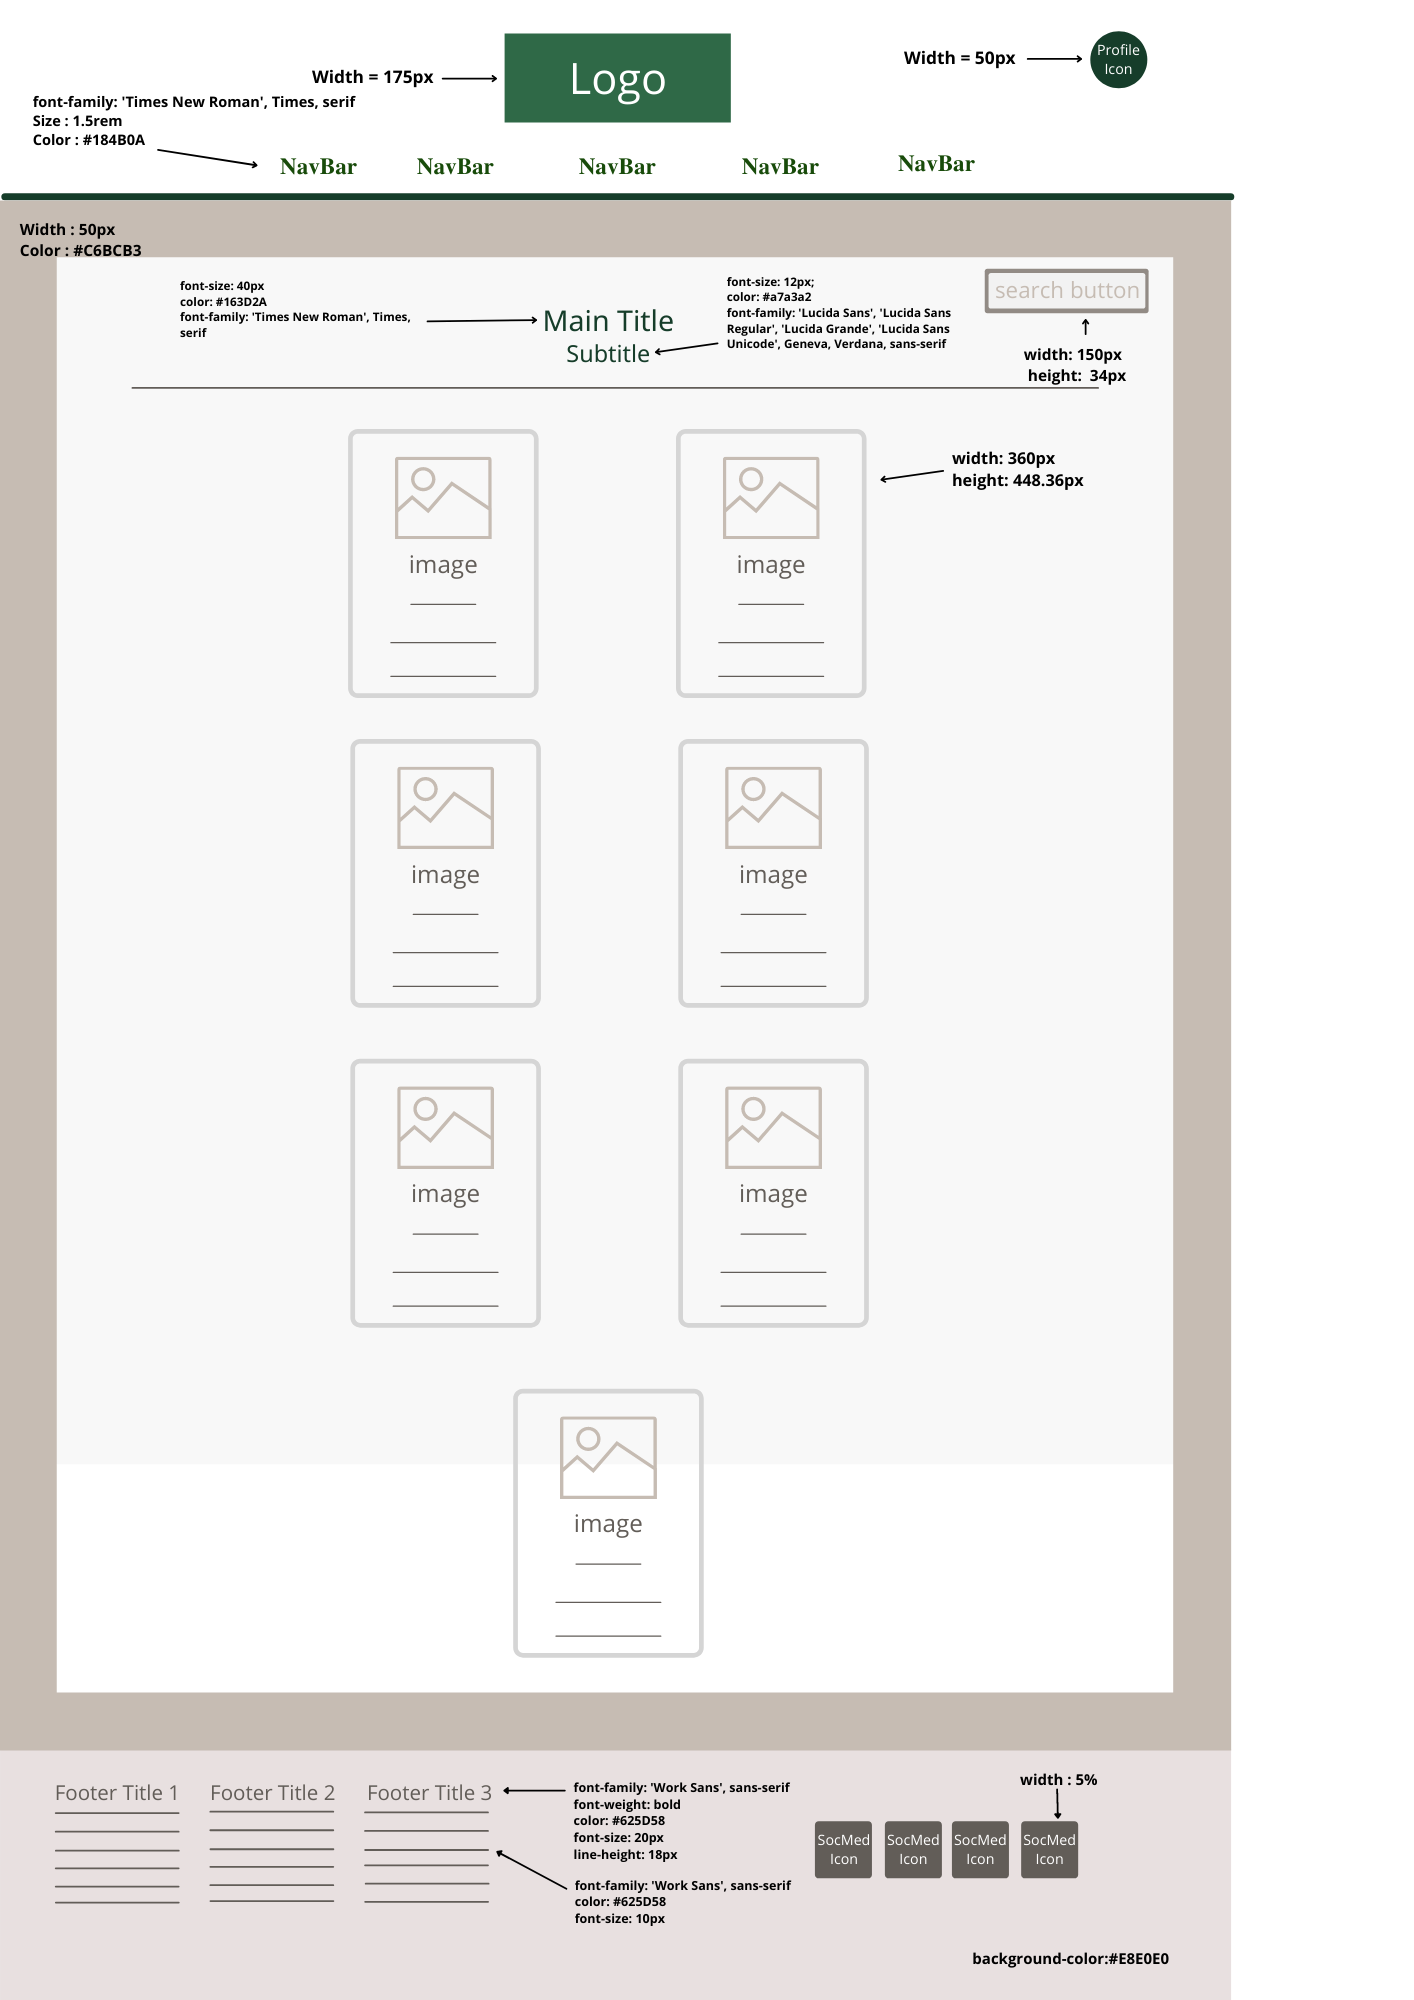 Logo
Width = 175px
Width = 50px
Profile
Icon
font-family: 'Times New Roman', Times, serif
Size : 1.5rem
Color : #184B0A
NavBar
NavBar
NavBar
NavBar
NavBar
Width : 50px
Color : #C6BCB3
font-size: 40px
color: #163D2A
font-family: 'Times New Roman', Times,
serif
Main Title
Subtitle
font-size: 12px;
color: #a7a3a2
font-family: 'Lucida Sans', 'Lucida Sans
Regular', 'Lucida Grande', 'Lucida Sans
Unicode', Geneva, Verdana, sans-serif
search button
width: 150px
height: 34px
width: 360px
height: 448.36px
image
image
image
image
image
image
image
Footer Title 1
Footer Title 2
Footer Title 3
font-family: 'Work Sans', sans-serif
font-weight: bold
color: #625D58
font-size: 20px
line-height: 18px
font-family: 'Work Sans', sans-serif
color: #625D58
font-size: 10px
width : 5%
SocMed
Icon
SocMed
Icon
SocMed
Icon
SocMed
Icon
background-color:#E8E0E0